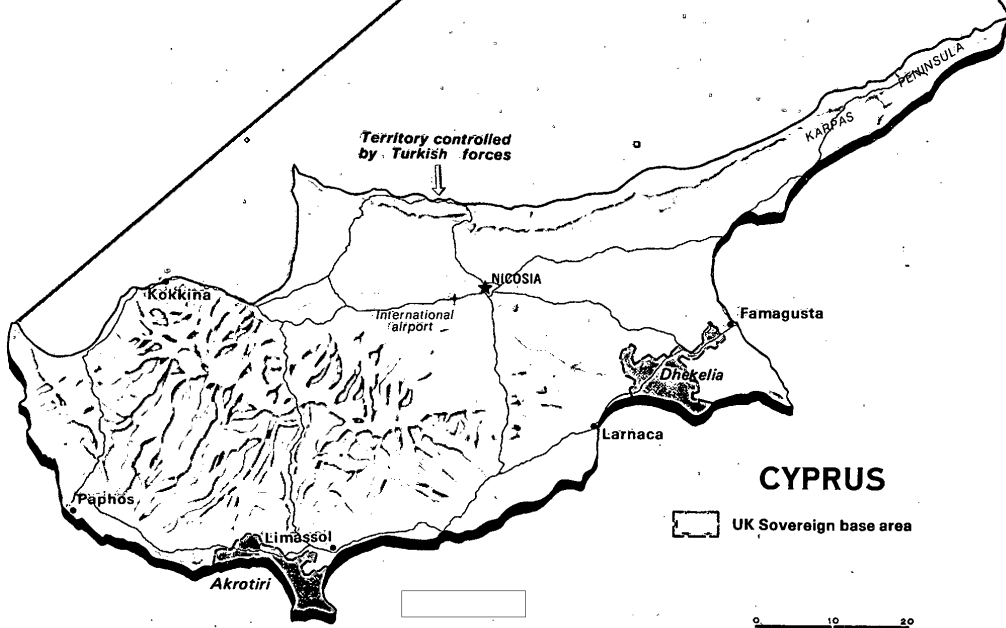 PENINSULA
KARPAS
Territory controlled
by Turkish forces
NICOSIA
Kokkina
International
airport
Famagusta
Dhekelia
Larnaca
CYPRUS
Paphos
UK Sovereign base area
Limassol
Akrotiri
0 10 20